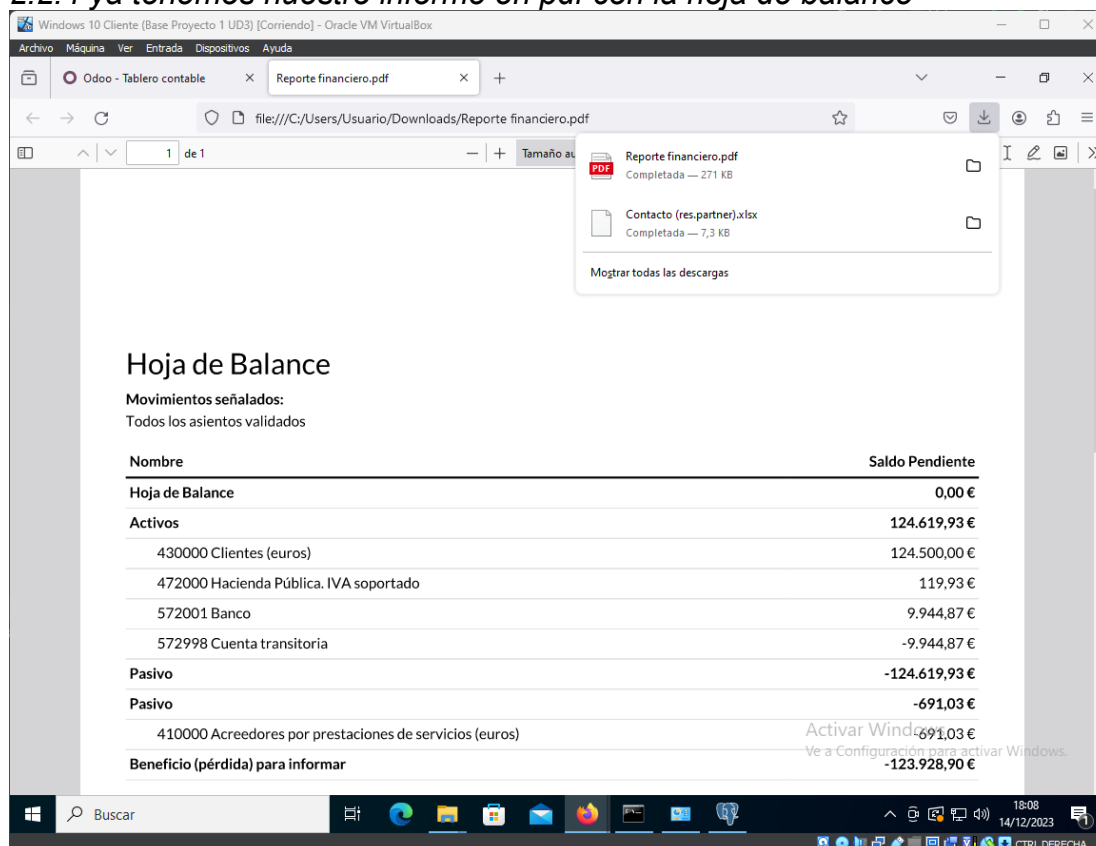 2.2. Y ya tenemos nuestro informe en pdf con la hoja de balance
Windows 10 Cliente (Base Proyecto 1 UD3) [Corriendo] - Oracle VM VirtualBox
Archivo Máquina Ver Entrada Dispositivos Ayuda
Odoo - Tablero contable
Reporte financiero.pdf
file:///C:/Users/Usuario/Downloads/Reporte financiero.pdf
1 de 1
Tamaño au
Reporte financiero.pdf
Completada — 271 KB
Contacto (res.partner).xlsx
Completada — 7,3 KB
Mostrar todas las descargas
PDF
Hoja de Balance
Movimientos señalados:
Todos los asientos validados
Nombre Saldo Pendiente
Hoja de Balance 0,00 €
Activos 124.619,93 €
430000 Clientes (euros) 124.500,00 €
472000 Hacienda Pública. IVA soportado 119,93 €
572001 Banco 9.944,87 €
572998 Cuenta transitoria -9.944,87 €
Pasivo -124.619,93 €
Pasivo -691,03 €
410000 Acreedores por prestaciones de servicios (euros) -691,03 €
Beneficio (pérdida) para informar -123.928,90 €
Activar Windows
Ve a Configuración para activar Windows.
Buscar
18:08
14/12/2023
1
CTRL DERECHA